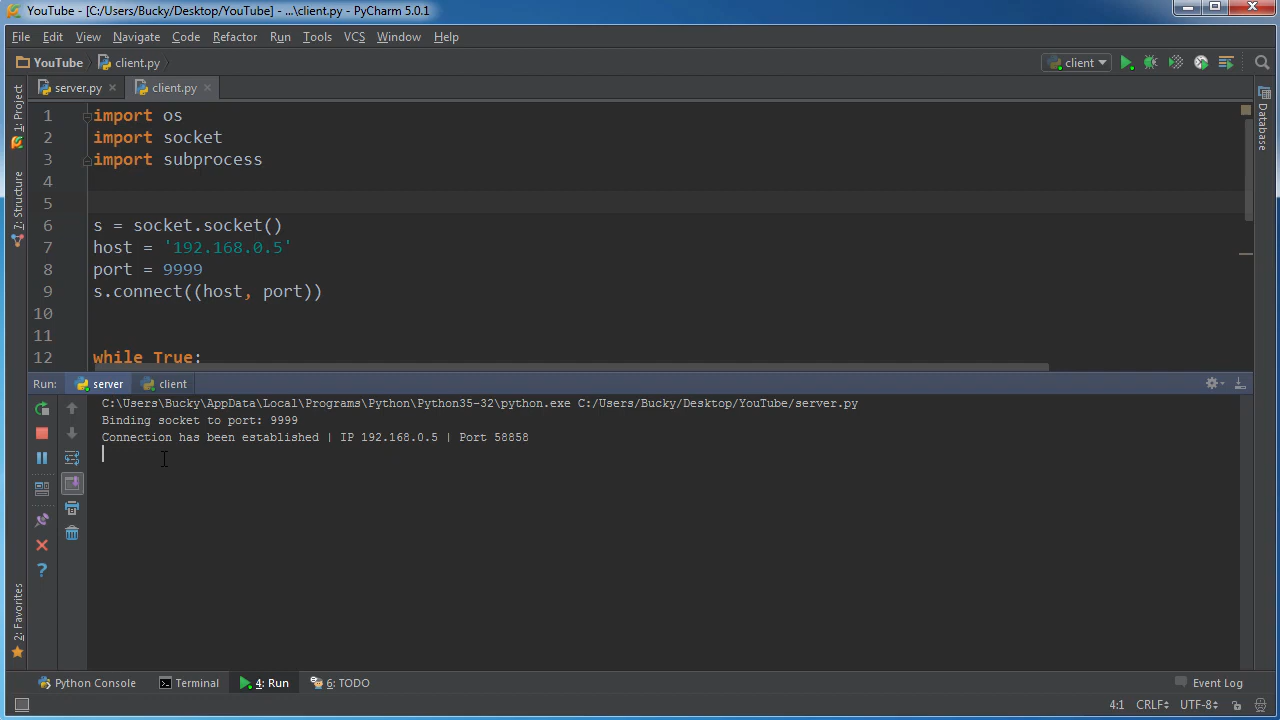 YouTube - [C:/Users/Bucky/Desktop/YouTube] - ...\client.py - PyCharm 5.0.1
File Edit View Navigate Code Refactor Run Tools VCS Window Help
YouTube client.py client
server.py client.py
1: Project
7: Structure
2: Favorites
Database
1 import os
2 import socket
3 import subprocess
4
5
6 s = socket.socket()
7 host = '192.168.0.5'
8 port = 9999
9 s.connect((host, port))
10
11
12 while True:
Run: server client
C:\Users\Bucky\AppData\Local\Programs\Python\Python35-32\python.exe C:/Users/Bucky/Desktop/YouTube/server.py
Binding socket to port: 9999
Connection has been established | IP 192.168.0.5 | Port 58858
Python Console Terminal 4: Run 6: TODO Event Log
4:1 CRLF UTF-8